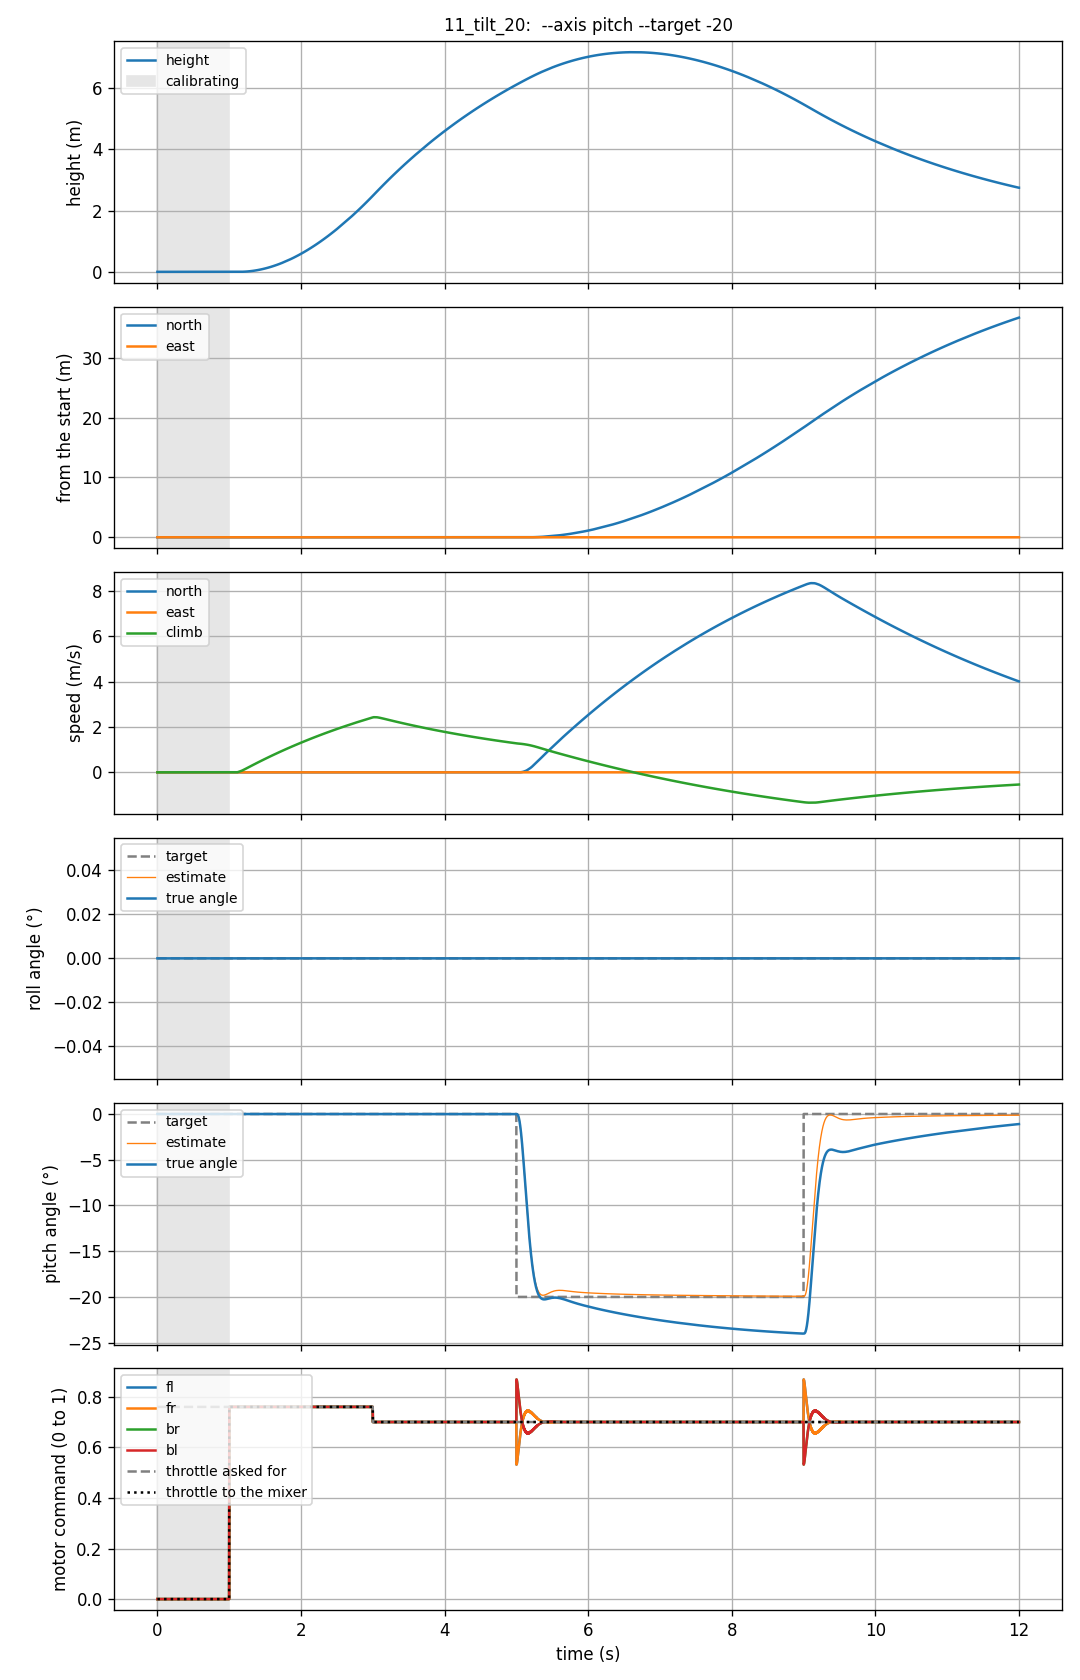 11_tilt_20:  --axis pitch --target -20
height (m)
6
4
2
0
height
calibrating
from the start (m)
30
20
10
0
north
east
speed (m/s)
8
6
4
2
0
north
east
climb
roll angle (°)
0.04
0.02
0.00
−0.02
−0.04
target
estimate
true angle
pitch angle (°)
0
−5
−10
−15
−20
−25
target
estimate
true angle
motor command (0 to 1)
0.8
0.6
0.4
0.2
0.0
fl
fr
br
bl
throttle asked for
throttle to the mixer
0 2 4 6 8 10 12
time (s)